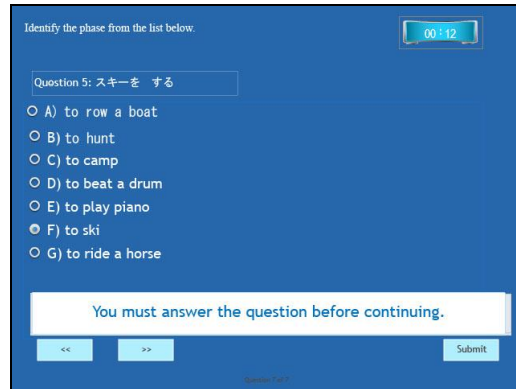 Identify the phase from the list below.
00:12
Question 5: スキーを する
A) to row a boat
B) to hunt
C) to camp
D) to beat a drum
E) to play piano
F) to ski
G) to ride a horse
You must answer the question before continuing.
<< >> Submit